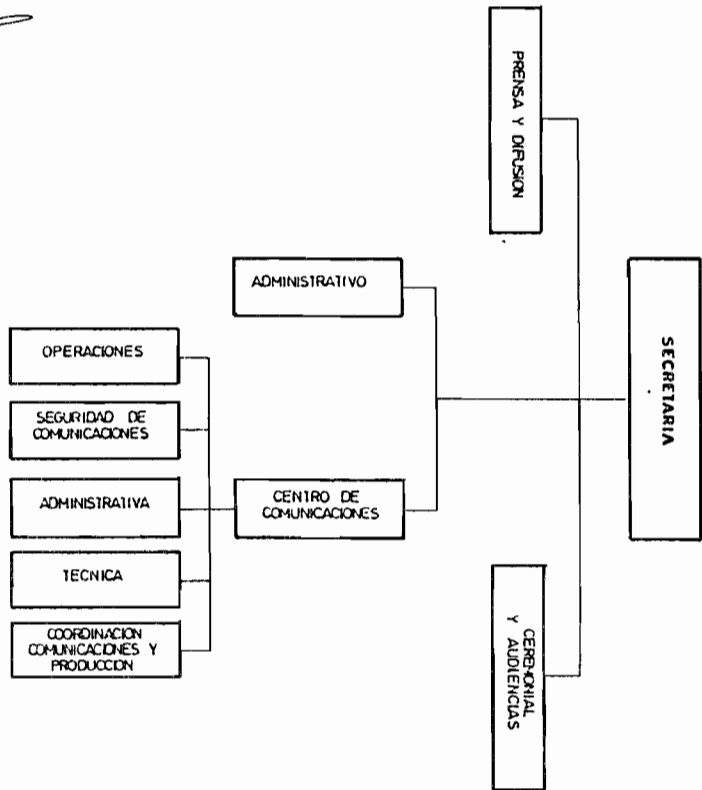 SECRETARIA
PRENSA Y DIFUSION
CEREMONIAL
Y AUDIENCIAS
ADMINISTRATIVO
CENTRO DE
COMUNICACIONES
OPERACIONES
SEGURIDAD DE
COMUNICACIONES
ADMINISTRATIVA
TECNICA
COORDINACION
COMUNICACIONES Y
PRODUCCION